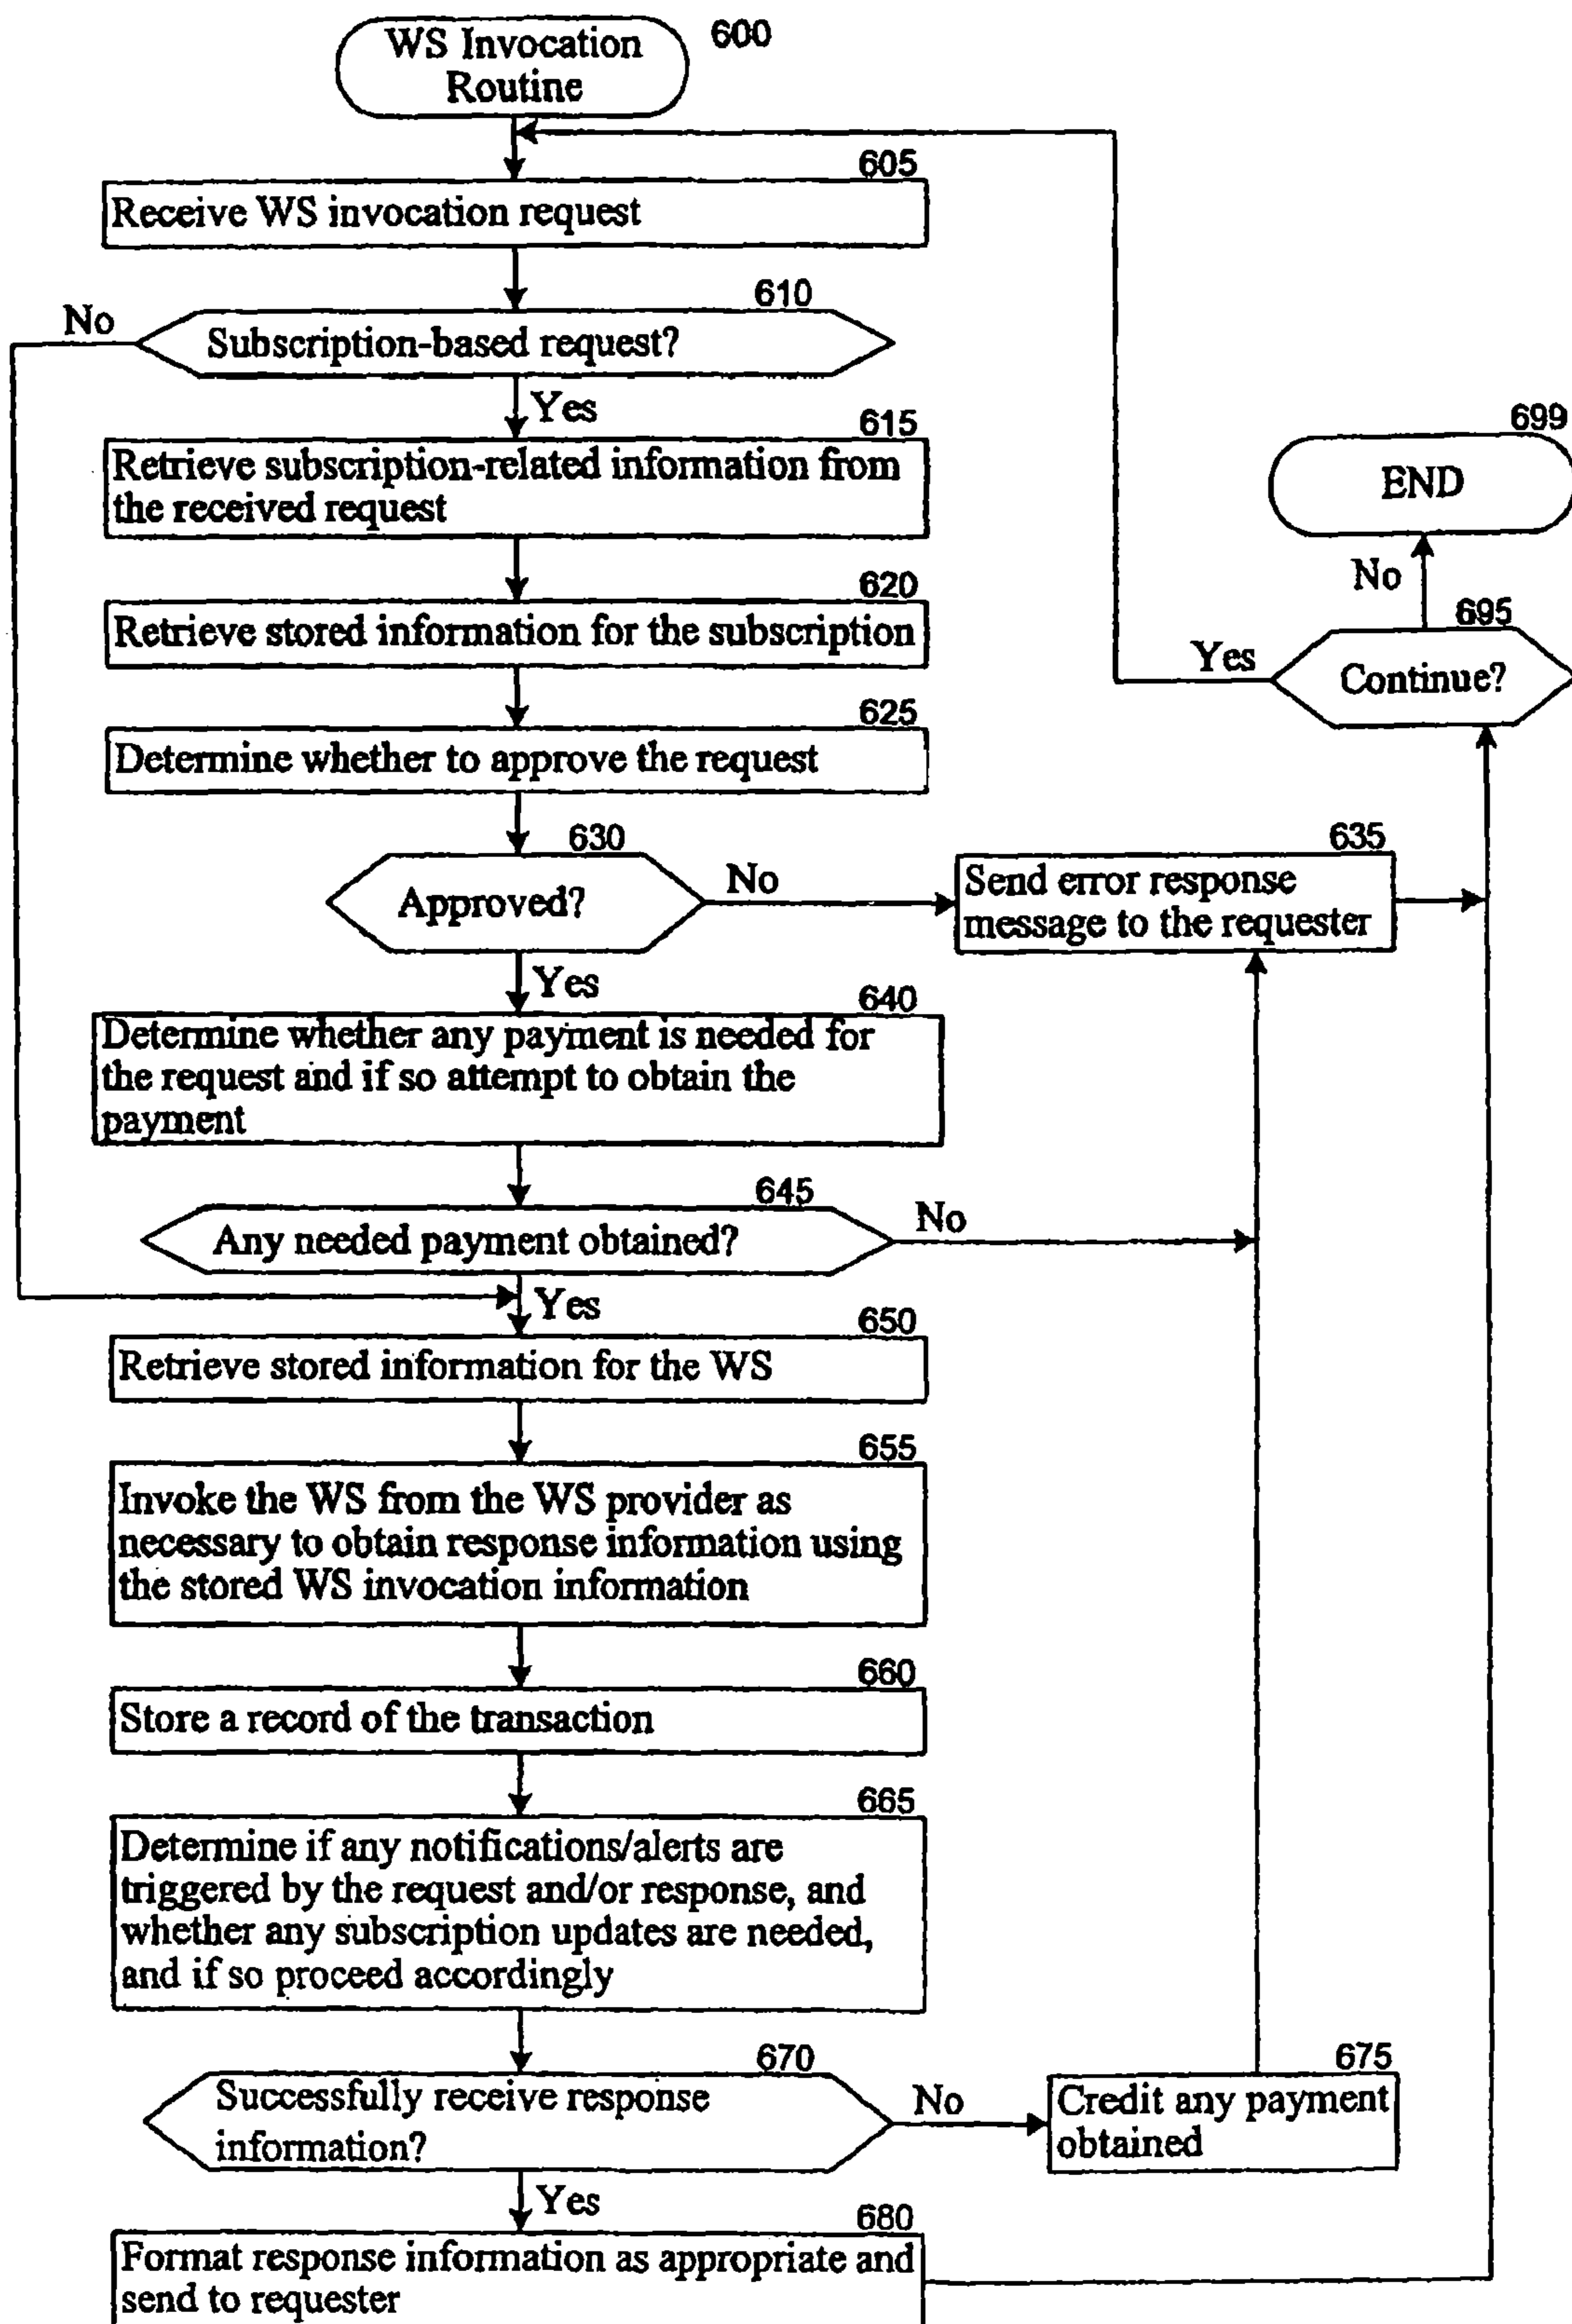 WS Invocation
Routine
600
605
Receive WS invocation request
610
No
Subscription-based request?
Yes
615
Retrieve subscription-related information from
the received request
699
END
No
620
Retrieve stored information for the subscription
695
Yes
Continue?
625
Determine whether to approve the request
630
Approved?
No
635
Send error response
message to the requester
Yes
640
Determine whether any payment is needed for
the request and if so attempt to obtain the
payment
645
Any needed payment obtained?
No
Yes
650
Retrieve stored information for the WS
655
Invoke the WS from the WS provider as
necessary to obtain response information using
the stored WS invocation information
660
Store a record of the transaction
665
Determine if any notifications/alerts are
triggered by the request and/or response, and
whether any subscription updates are needed,
and if so proceed accordingly
670
Successfully receive response
information?
No
675
Credit any payment
obtained
Yes
680
Format response information as appropriate and
send to requester